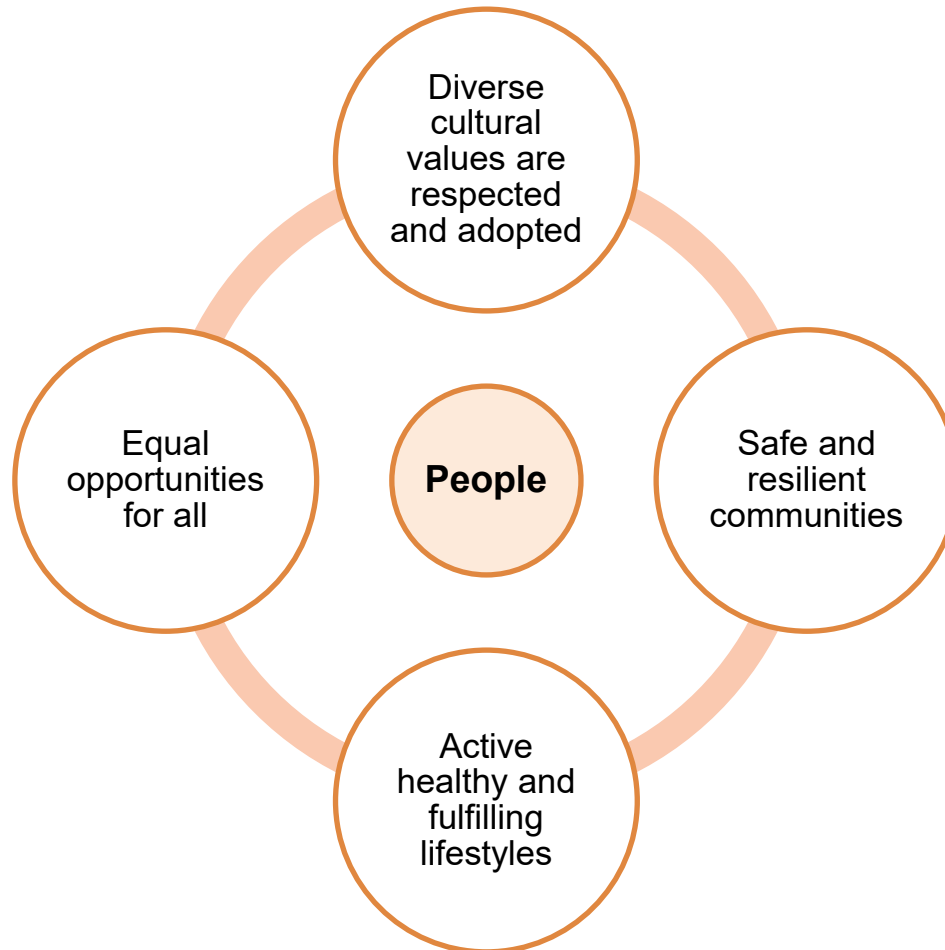 Diverse
cultural
values are
respected
and adopted
Equal
opportunities
for all
People
Safe and
resilient
communities
Active
healthy and
fulfilling
lifestyles